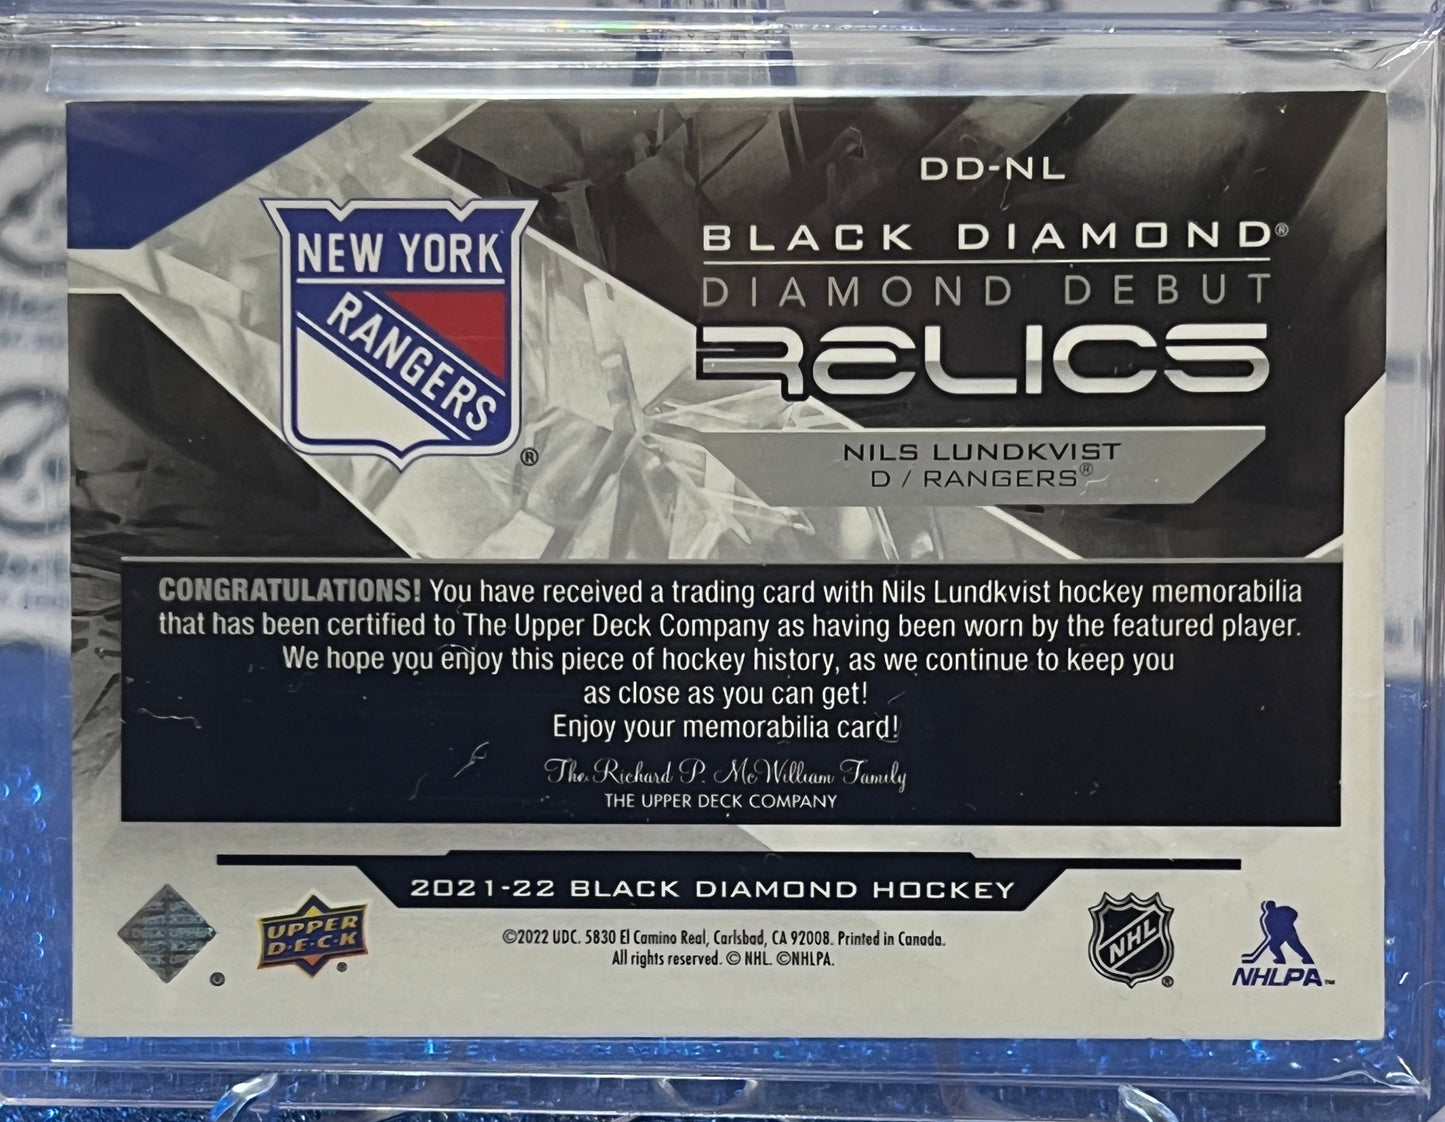 DD-NL
BLACK DIAMOND®
DIAMOND DEBUT
RELICS
NEW YORK
RANGERS
®
NILS LUNDKVIST
D / RANGERS®
CONGRATULATIONS! You have received a trading card with Nils Lundkvist hockey memorabilia
that has been certified to The Upper Deck Company as having been worn by the featured player.
We hope you enjoy this piece of hockey history, as we continue to keep you
as close as you can get!
Enjoy your memorabilia card!
The Richard P. McWilliam Family
THE UPPER DECK COMPANY
2021-22 BLACK DIAMOND HOCKEY
UPPER
D·E·C·K
®
©2022 UDC. 5830 El Camino Real, Carlsbad, CA 92008. Printed in Canada.
All rights reserved. © NHL. ©NHLPA.
NHL
®
NHLPA™